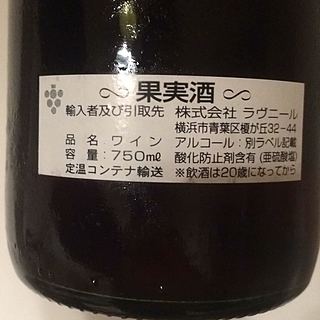 ∽ 果実酒 ∽
輸入者及び引取先 株式会社 ラヴニール
横浜市青葉区榎が丘32-44
品名:ワイン アルコール:別ラベル記載
容量:750mℓ 酸化防止剤含有(亜硫酸塩)
定温コンテナ輸送 ※飲酒は20歳になってから